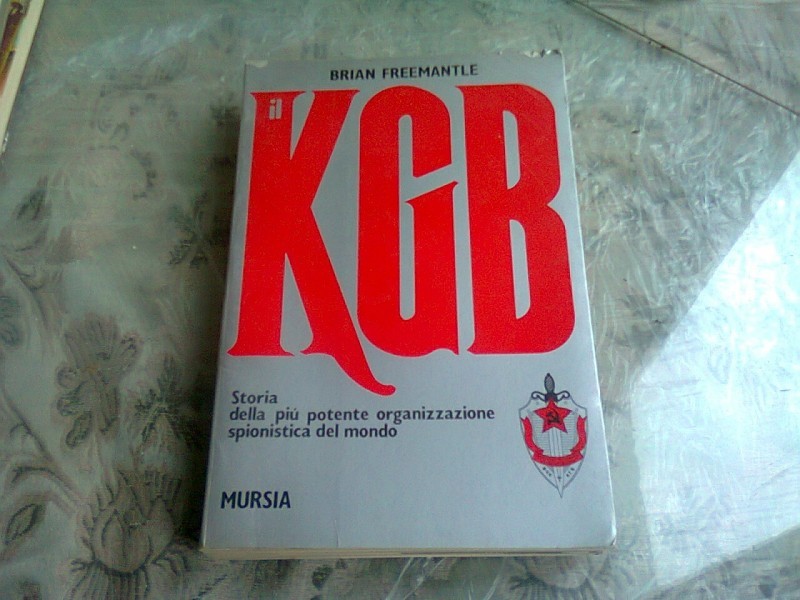 BRIAN FREEMANTLE
il
KGB
Storia
della più potente organizzazione
spionistica del mondo
MURSIA